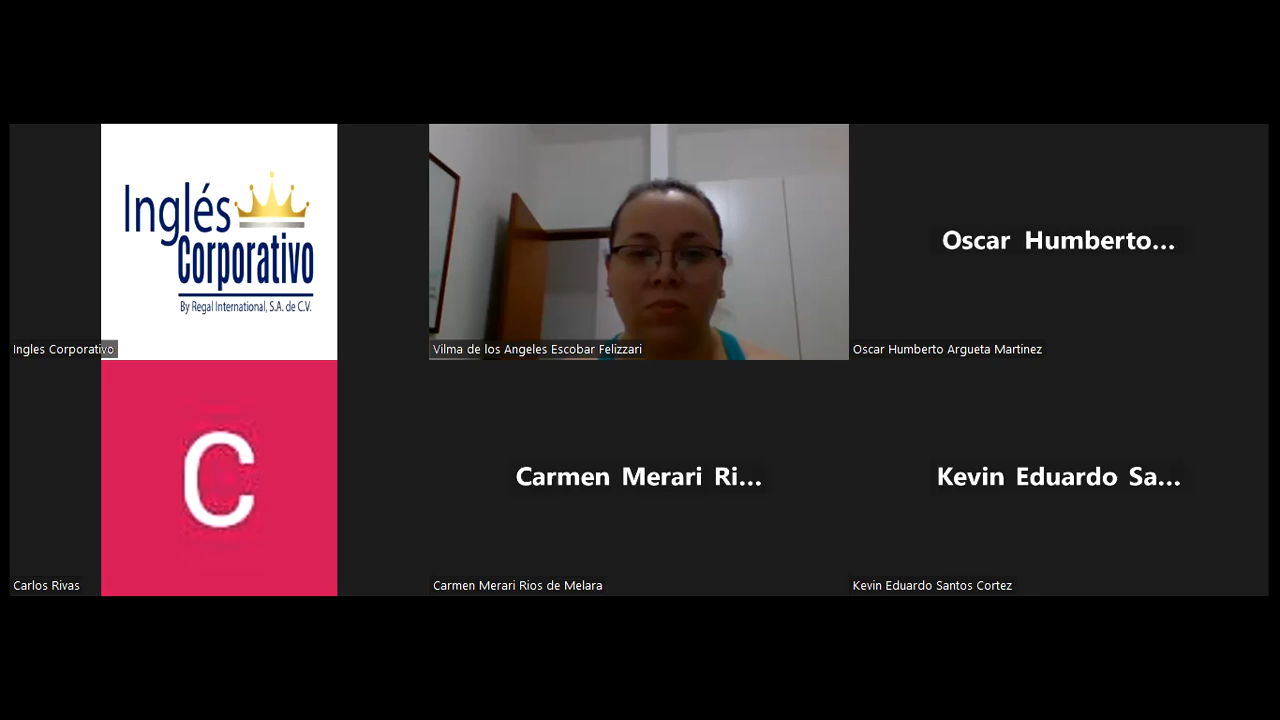 Inglés
Corporativo
By Regal International, S.A. de C.V.
Ingles Corporativo
Vilma de los Angeles Escobar Felizzari
Oscar Humberto...
Oscar Humberto Argueta Martinez
C
Carlos Rivas
Carmen Merari Ri...
Carmen Merari Rios de Melara
Kevin Eduardo Sa...
Kevin Eduardo Santos Cortez